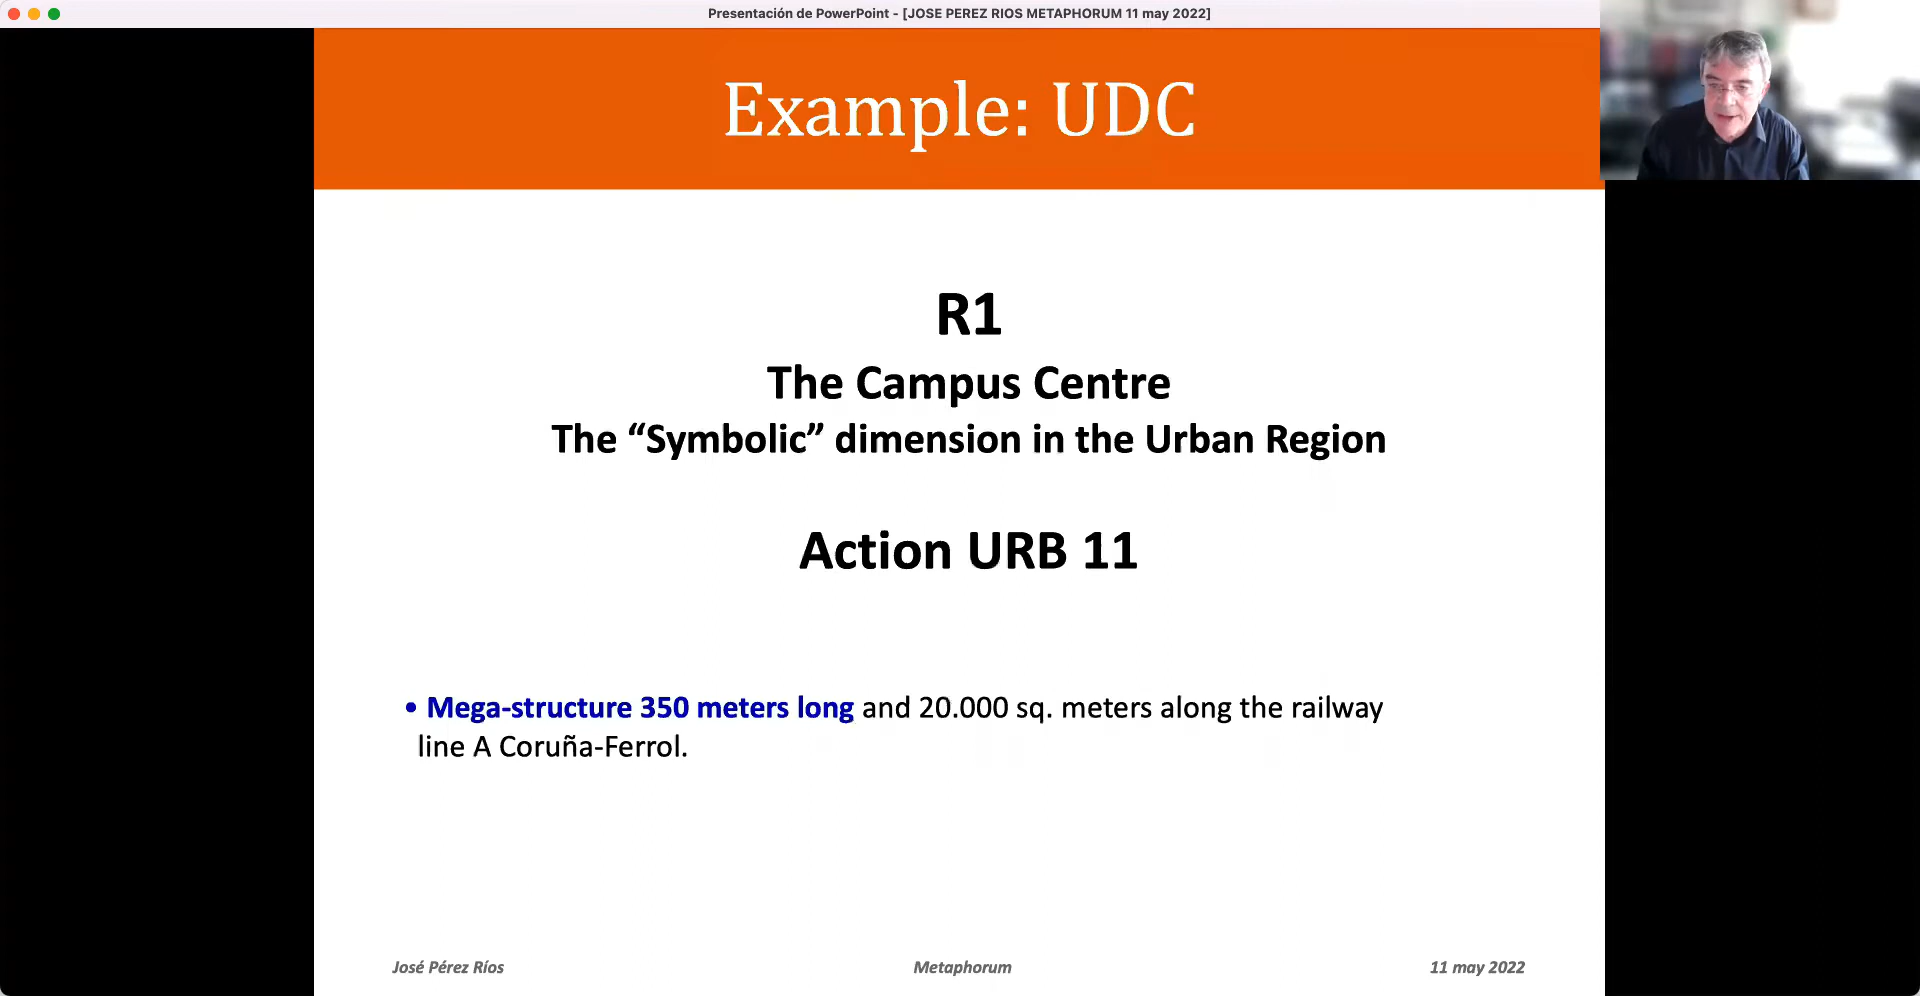 Presentación de PowerPoint - [JOSE PEREZ RIOS METAPHORUM 11 may 2022]
Example: UDC
R1
The Campus Centre
The “Symbolic” dimension in the Urban Region
Action URB 11
• Mega-structure 350 meters long and 20.000 sq. meters along the railway
line A Coruña-Ferrol.
José Pérez Ríos Metaphorum 11 may 2022